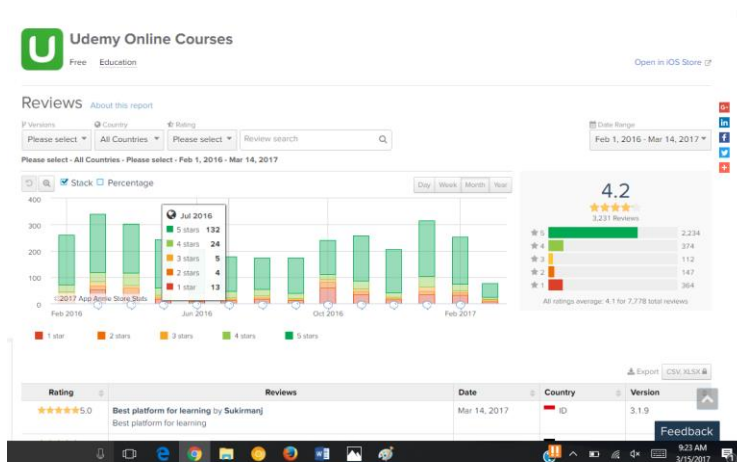 Udemy Online Courses
Free Education
Open in iOS Store
Reviews About this report
Versions Country Rating Date Range
Please select All Countries Please select Review search Feb 1, 2016 - Mar 14, 2017
Please select - All Countries - Please select - Feb 1, 2016 - Mar 14, 2017
Stack Percentage
Day Week Month Year
400
300
200
100
0
Jul 2016
5 stars 132
4 stars 24
3 stars 5
2 stars 4
1 star 13
©2017 App Annie Store Stats
Feb 2016 Jun 2016 Oct 2016 Feb 2017
1 star 2 stars 3 stars 4 stars 5 stars
4.2
3,231 Reviews
5 2,234
4 374
3 112
2 147
1 364
All ratings average: 4.1 for 7,778 total reviews
Export CSV, XLSX
Rating Reviews Date Country Version
5.0 Best platform for learning by Sukirmanj Mar 14, 2017 ID 3.1.9
Best platform for learning
Feedback
9:23 AM
3/15/2017